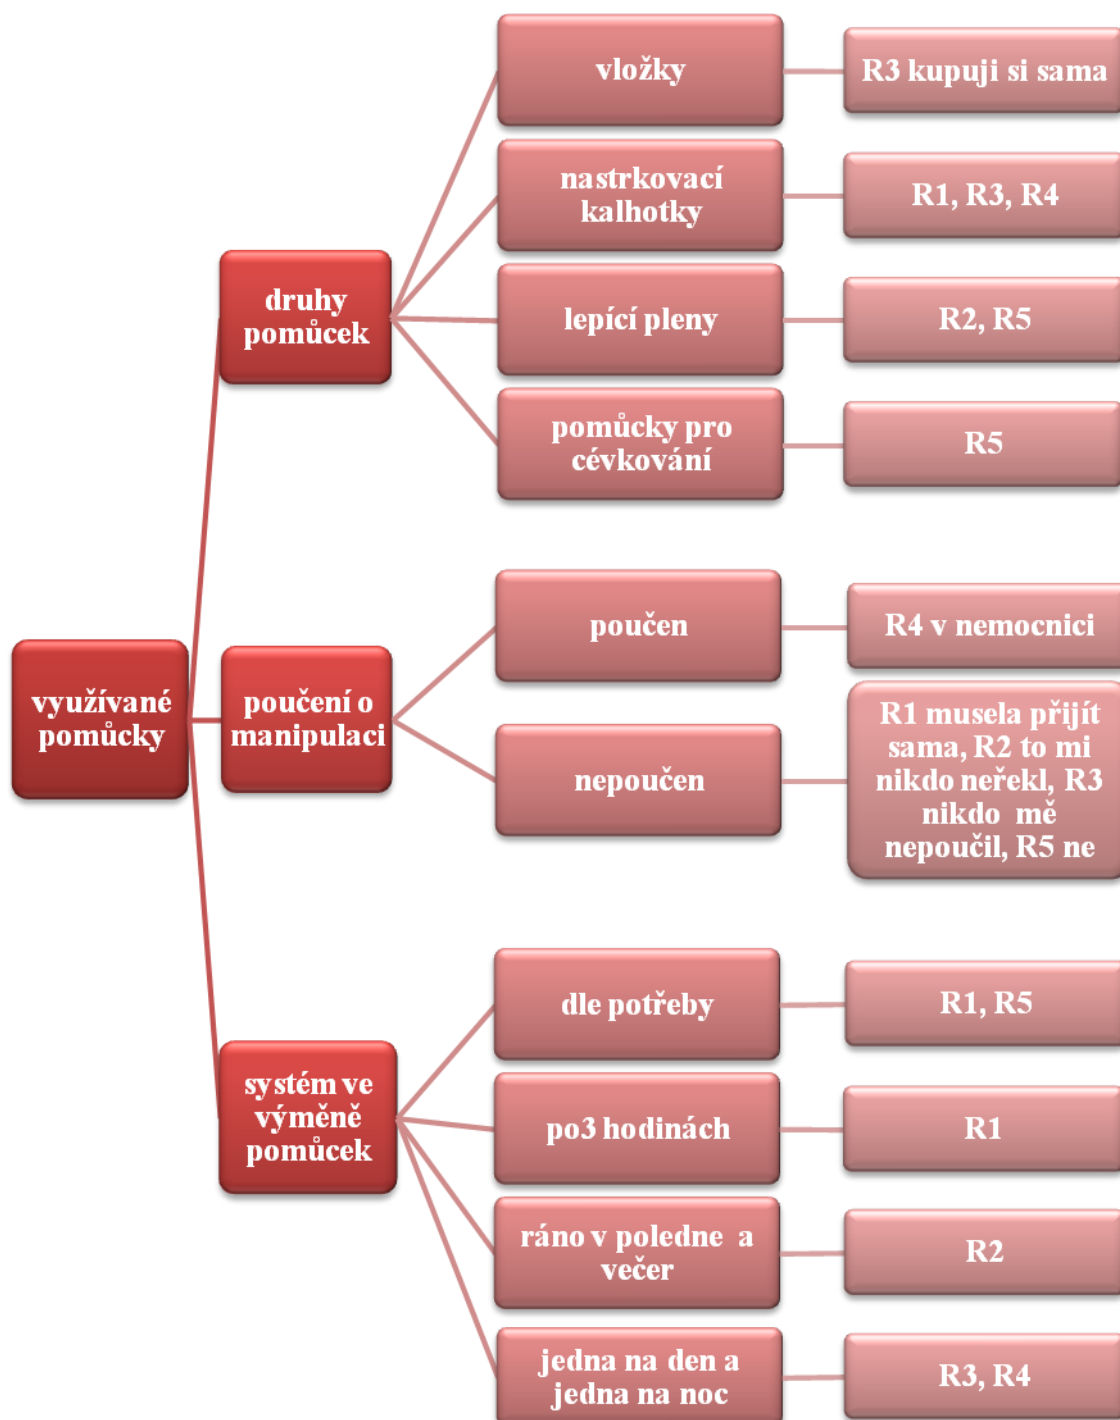 využívané
pomůcky
druhy
pomůcek
vložky
R3 kupuji si sama
nastrkovací
kalhotky
R1, R3, R4
lepící pleny
R2, R5
pomůcky pro
cévkování
R5
poučení o
manipulaci
poučen
R4 v nemocnici
nepoučen
R1 musela přijít
sama, R2 to mi
nikdo neřekl, R3
nikdo  mě
nepoučil, R5 ne
systém ve
výměně
pomůcek
dle potřeby
R1, R5
po3 hodinách
R1
ráno v poledne  a
večer
R2
jedna na den a
jedna na noc
R3, R4